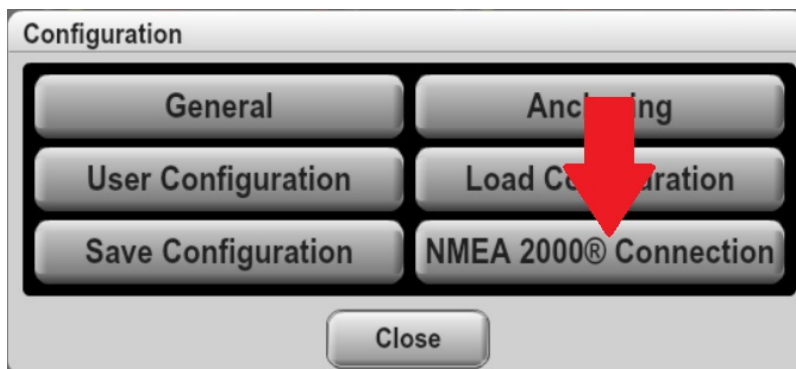 Configuration
General
User Configuration
Load
Save Configuration
NMEA 2000® Connection
Close